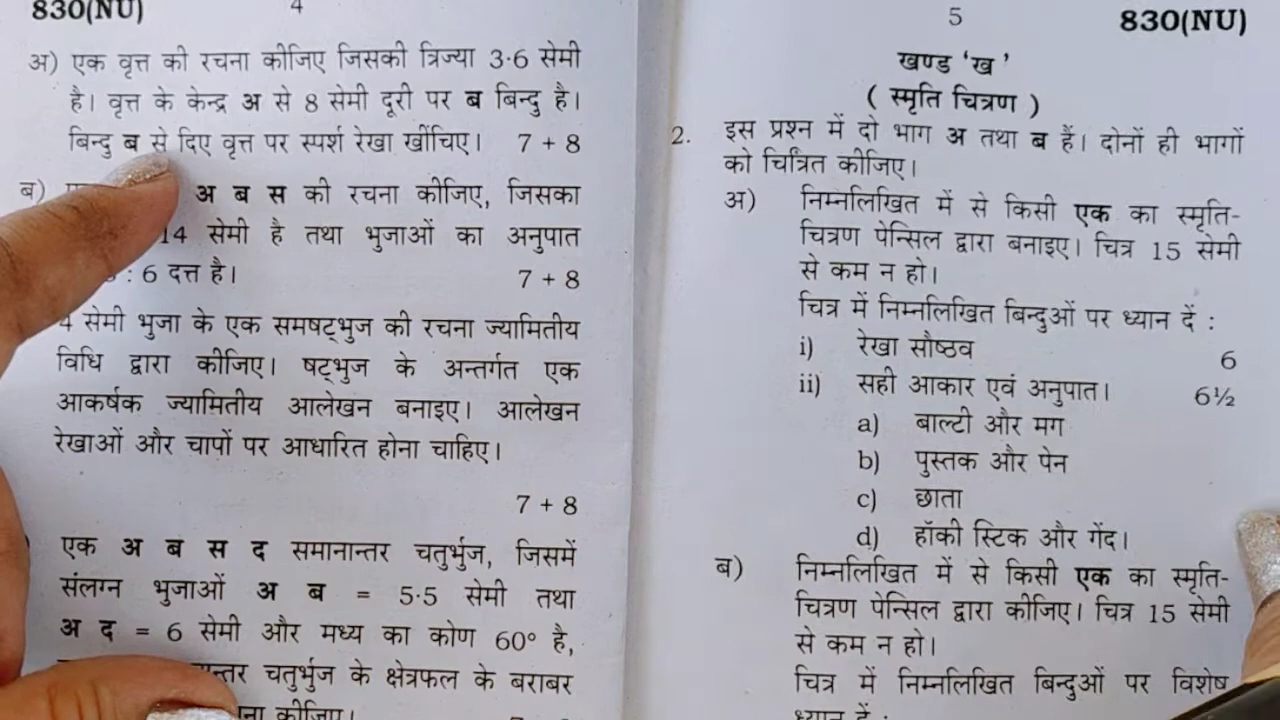 830(NU)
4
अ) एक वृत्त की रचना कीजिए जिसकी त्रिज्या 3·6 सेमी
है। वृत्त के केन्द्र अ से 8 सेमी दूरी पर ब बिन्दु है।
बिन्दु ब से दिए वृत्त पर स्पर्श रेखा खींचिए। 7 + 8
ब) अ ब स की रचना कीजिए, जिसका
14 सेमी है तथा भुजाओं का अनुपात
: 6 दत्त है। 7 + 8
4 सेमी भुजा के एक समषट्भुज की रचना ज्यामितीय
विधि द्वारा कीजिए। षट्भुज के अन्तर्गत एक
आकर्षक ज्यामितीय आलेखन बनाइए। आलेखन
रेखाओं और चापों पर आधारित होना चाहिए।
7 + 8
एक अ ब स द समानान्तर चतुर्भुज, जिसमें
संलग्न भुजाओं अ ब = 5·5 सेमी तथा
अ द = 6 सेमी और मध्य का कोण 60° है,
चतुर्भुज के क्षेत्रफल के बराबर
कीजिए।
5
830(NU)
खण्ड 'ख'
( स्मृति चित्रण )
2. इस प्रश्न में दो भाग अ तथा ब हैं। दोनों ही भागों
को चित्रित कीजिए।
अ) निम्नलिखित में से किसी एक का स्मृति-
चित्रण पेन्सिल द्वारा बनाइए। चित्र 15 सेमी
से कम न हो।
चित्र में निम्नलिखित बिन्दुओं पर ध्यान दें :
i) रेखा सौष्ठव 6
ii) सही आकार एवं अनुपात। 6½
a) बाल्टी और मग
b) पुस्तक और पेन
c) छाता
d) हॉकी स्टिक और गेंद।
ब) निम्नलिखित में से किसी एक का स्मृति-
चित्रण पेन्सिल द्वारा कीजिए। चित्र 15 सेमी
से कम न हो।
चित्र में निम्नलिखित बिन्दुओं पर विशेष
ध्यान दें :